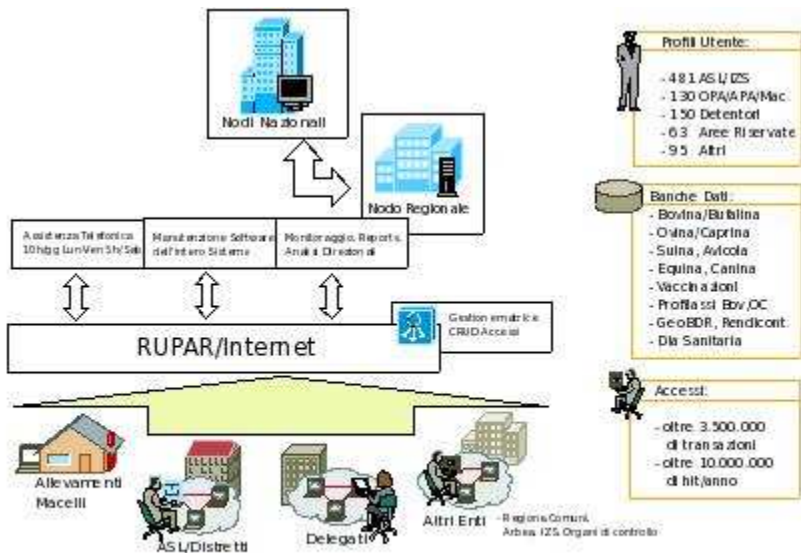 Nodi Nazionali
Nodo Regionale
Assistenza Telefonica
10h/gg Lun-Ven 5h/Sab
Manutenzione Software
dell'Intero Sistema
Monitoraggio, Reports,
Analisi Direzionali
RUPAR/Internet
Gestione matrice
CRUD Accessi
Allevamenti
Macelli
ASL/Distretti
Delegati
Altri Enti
- Regione, Comuni,
Arbea, IZS, Organi di controllo
Profili Utente:
- 481 ASL/IZS
- 130 OPA/APA/Mac.
- 150 Detentori
- 63 Aree Riservate
- 95 Altri
Banche Dati:
- Bovina/Bufalina
- Ovina/Caprina
- Suina, Avicola
- Equina, Canina
- Vaccinazioni
- Profilassi Bov/OC
- GeoBDR, Rendicont.
- Dia Sanitaria
Accessi:
- oltre 3.500.000
di transazioni
- oltre 10.000.000
di hit/anno